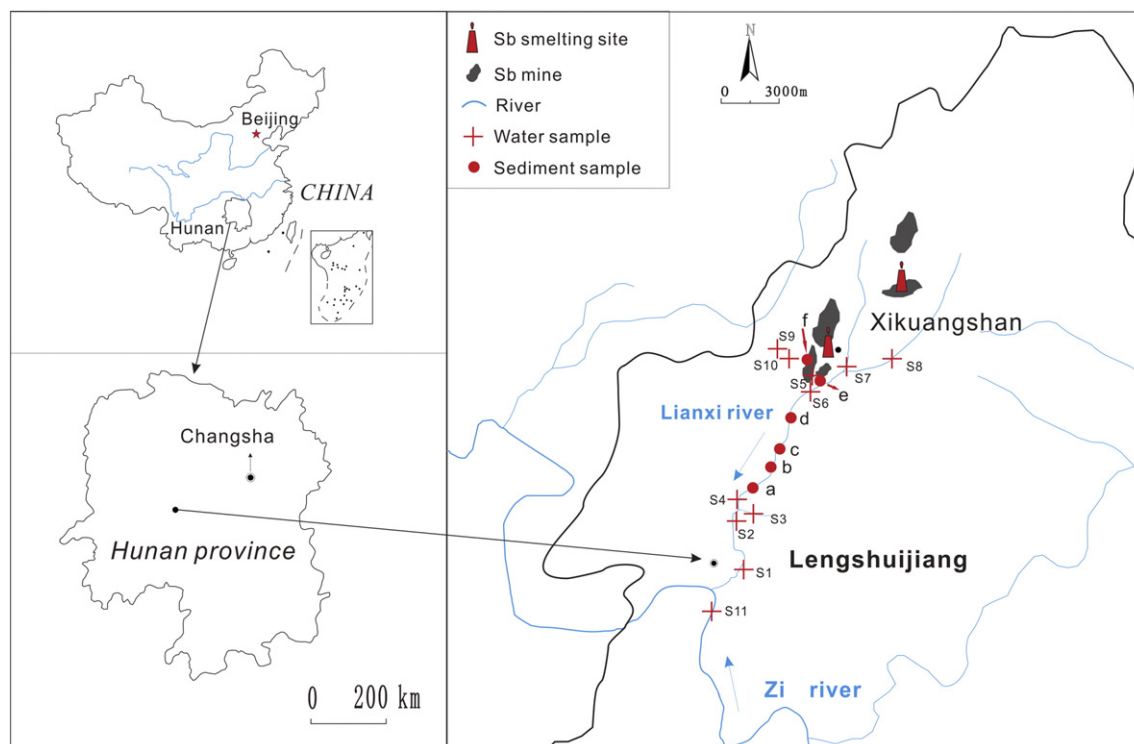 Beijing
CHINA
Hunan
Changsha
Hunan province
0 200 km
Sb smelting site
Sb mine
River
Water sample
Sediment sample
N
0 3000m
Xikuangshan
f
S9
S10
S5
S7
S8
S6
e
Lianxi river
d
c
b
a
S4
S3
S2
Lengshuijiang
S1
S11
Zi river